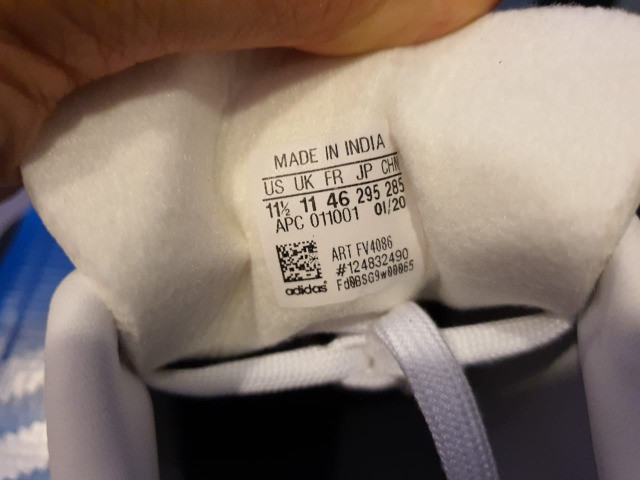 MADE IN INDIA
US UK FR JP CHN
11½ 11 46 295 285
APC 011001 01/20
ART FV4086
#124832490
Fd0BSG9w00065
adidas